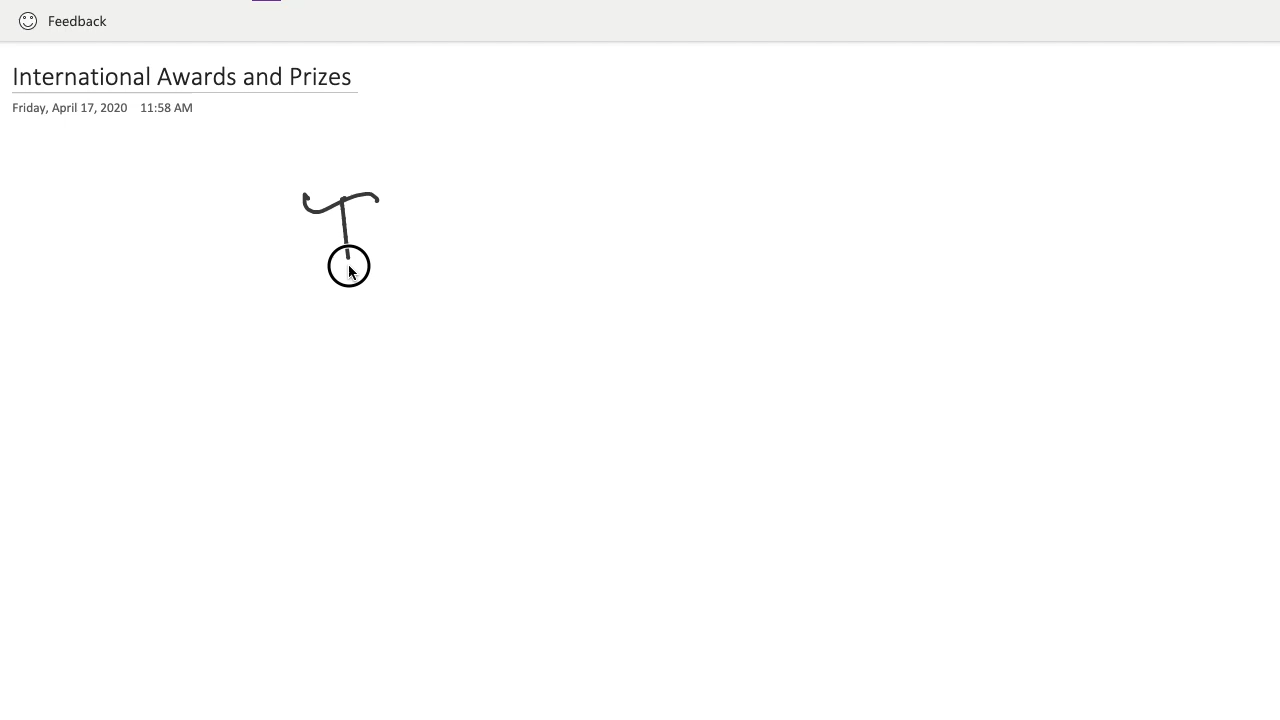 Feedback
International Awards and Prizes
Friday, April 17, 2020 11:58 AM
T